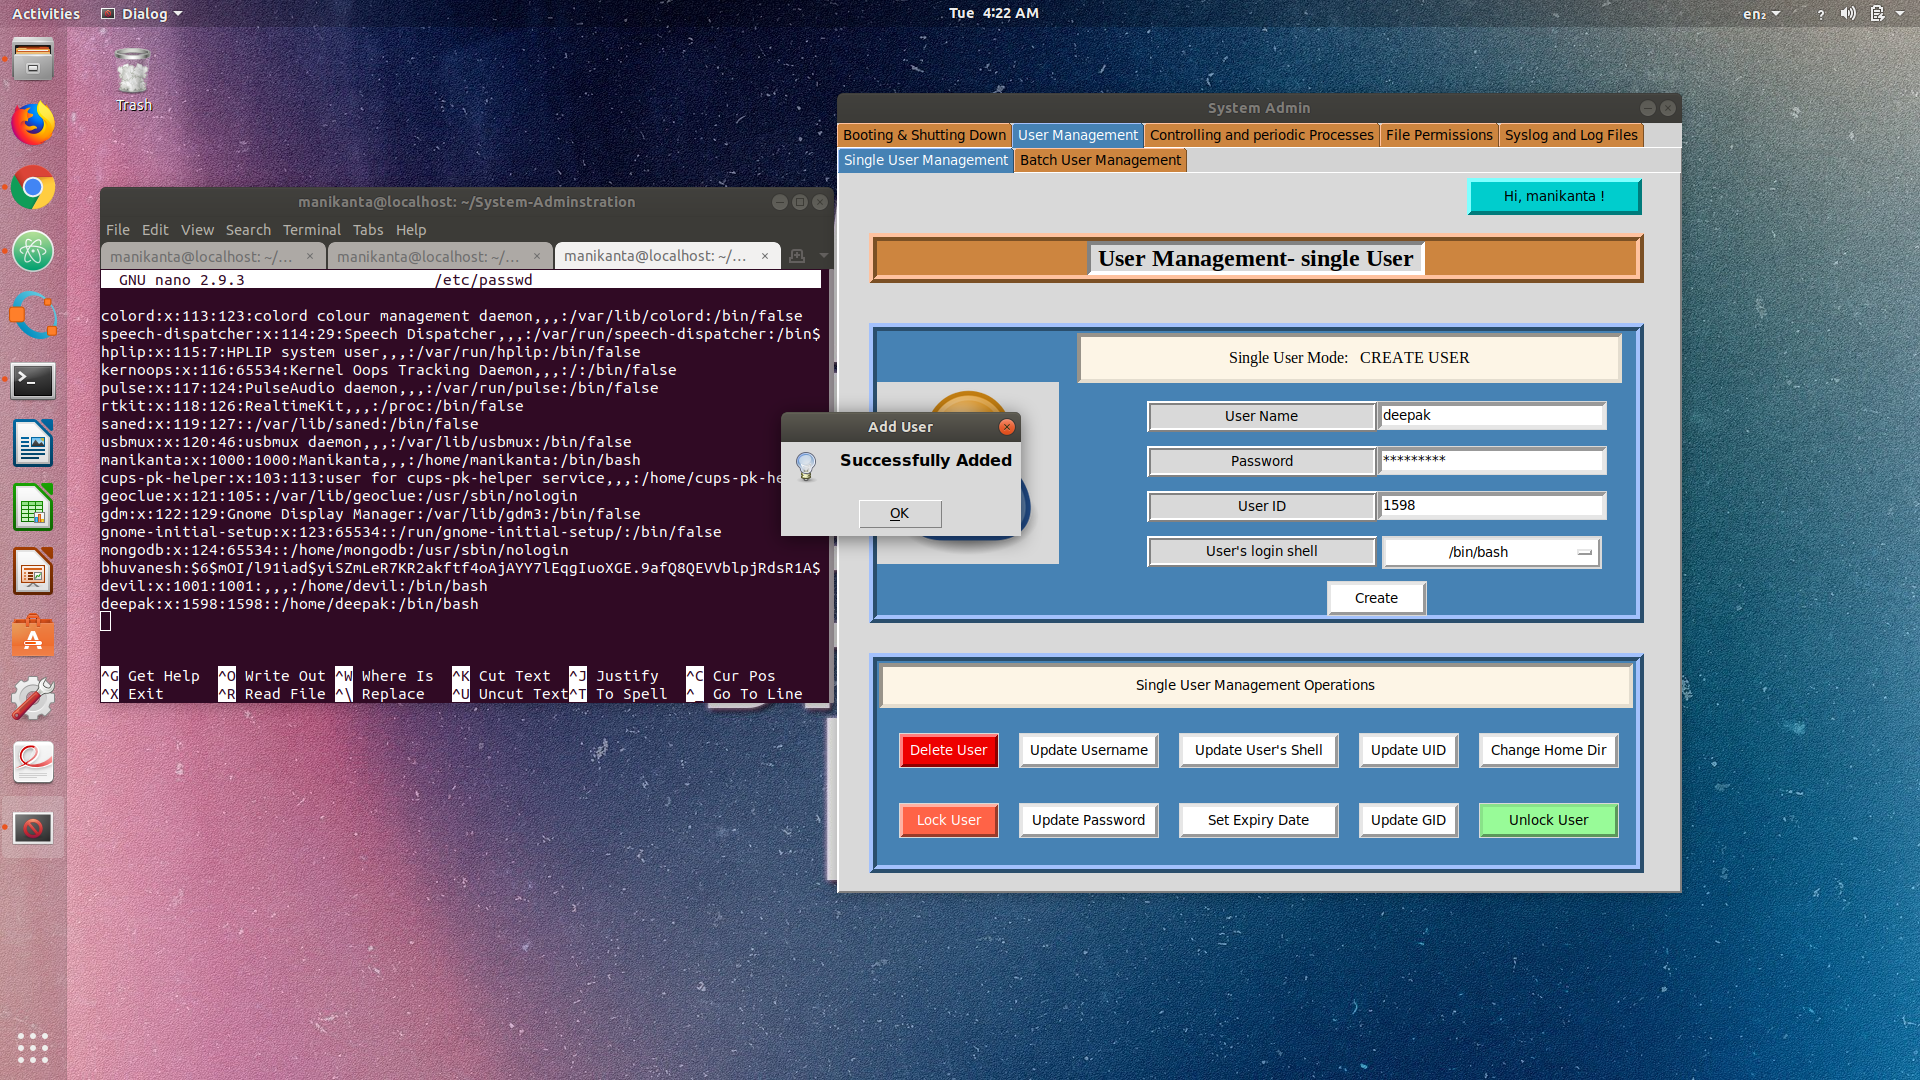 Activities
Dialog
Tue 4:22 AM
en₂
?
Trash
manikanta@localhost: ~/System-Adminstration
File Edit View Search Terminal Tabs Help
manikanta@localhost: ~/... × manikanta@localhost: ~/... × manikanta@localhost: ~/... ×
GNU nano 2.9.3 /etc/passwd
colord:x:113:123:colord colour management daemon,,,:/var/lib/colord:/bin/false
speech-dispatcher:x:114:29:Speech Dispatcher,,,:/var/run/speech-dispatcher:/bin$
hplip:x:115:7:HPLIP system user,,,:/var/run/hplip:/bin/false
kernoops:x:116:65534:Kernel Oops Tracking Daemon,,,:/:/bin/false
pulse:x:117:124:PulseAudio daemon,,,:/var/run/pulse:/bin/false
rtkit:x:118:126:RealtimeKit,,,:/proc:/bin/false
saned:x:119:127::/var/lib/saned:/bin/false
usbmux:x:120:46:usbmux daemon,,,:/var/lib/usbmux:/bin/false
manikanta:x:1000:1000:Manikanta,,,:/home/manikanta:/bin/bash
cups-pk-helper:x:103:113:user for cups-pk-helper service,,,:/home/cups-pk-he
geoclue:x:121:105::/var/lib/geoclue:/usr/sbin/nologin
gdm:x:122:129:Gnome Display Manager:/var/lib/gdm3:/bin/false
gnome-initial-setup:x:123:65534::/run/gnome-initial-setup/:/bin/false
mongodb:x:124:65534::/home/mongodb:/usr/sbin/nologin
bhuvanesh:$6$mOI/l91iad$yiSZmLeR7KR2akftf4oAjAYY7lEqgIuoXGE.9afQ8QEVVblpjRdsR1A$
devil:x:1001:1001:,,,:/home/devil:/bin/bash
deepak:x:1598:1598::/home/deepak:/bin/bash
^G Get Help ^O Write Out ^W Where Is ^K Cut Text ^J Justify ^C Cur Pos
^X Exit ^R Read File ^\ Replace ^U Uncut Text ^T To Spell ^_ Go To Line
Add User
Successfully Added
OK
System Admin
Booting & Shutting Down User Management Controlling and periodic Processes File Permissions Syslog and Log Files
Single User Management Batch User Management
Hi, manikanta !
User Management- single User
Single User Mode: CREATE USER
User Name deepak
Password *********
User ID 1598
User's login shell /bin/bash
Create
Single User Management Operations
Delete User Update Username Update User's Shell Update UID Change Home Dir
Lock User Update Password Set Expiry Date Update GID Unlock User